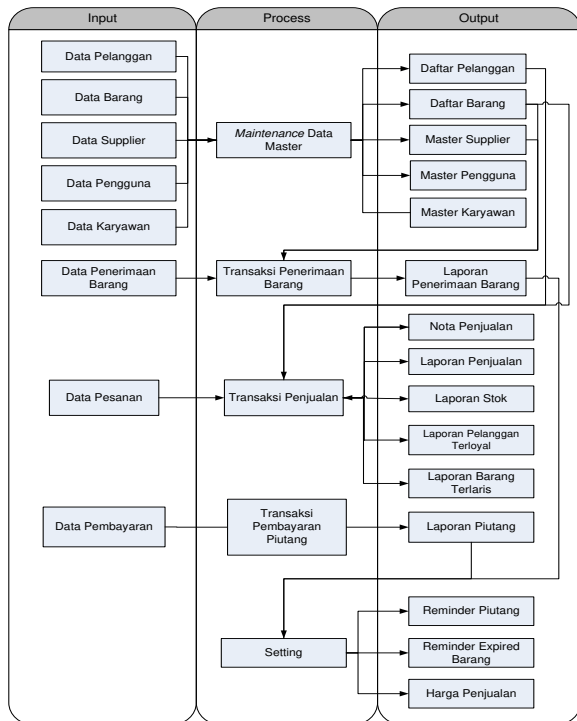 Input
Process
Output
Data Pelanggan
Data Barang
Data Supplier
Data Pengguna
Data Karyawan
Data Penerimaan
Barang
Data Pesanan
Data Pembayaran
Maintenance Data
Master
Transaksi Penerimaan
Barang
Transaksi Penjualan
Transaksi
Pembayaran
Piutang
Setting
Daftar Pelanggan
Daftar Barang
Master Supplier
Master Pengguna
Master Karyawan
Laporan
Penerimaan Barang
Nota Penjualan
Laporan Penjualan
Laporan Stok
Laporan Pelanggan
Terloyal
Laporan Barang
Terlaris
Laporan Piutang
Reminder Piutang
Reminder Expired
Barang
Harga Penjualan